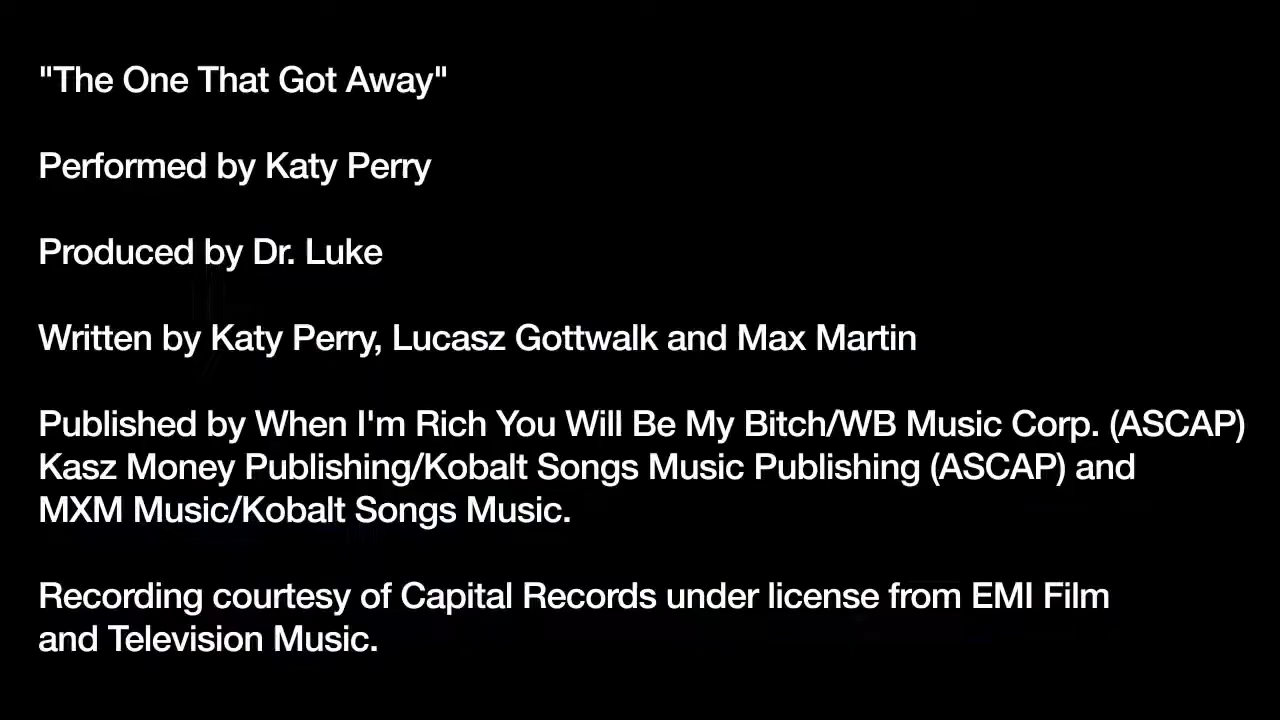 "The One That Got Away"
Performed by Katy Perry
Produced by Dr. Luke
Written by Katy Perry, Lucasz Gottwalk and Max Martin
Published by When I'm Rich You Will Be My Bitch/WB Music Corp. (ASCAP)
Kasz Money Publishing/Kobalt Songs Music Publishing (ASCAP) and
MXM Music/Kobalt Songs Music.
Recording courtesy of Capital Records under license from EMI Film
and Television Music.